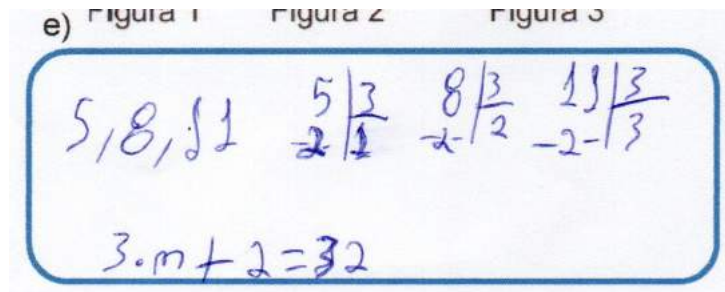 Figura 1 Figura 2 Figura 3
e)
5, 8, 11 5|3 8|3 11|3
-2-|1 -2-|2 -2-|3
3.m + 2 = 32